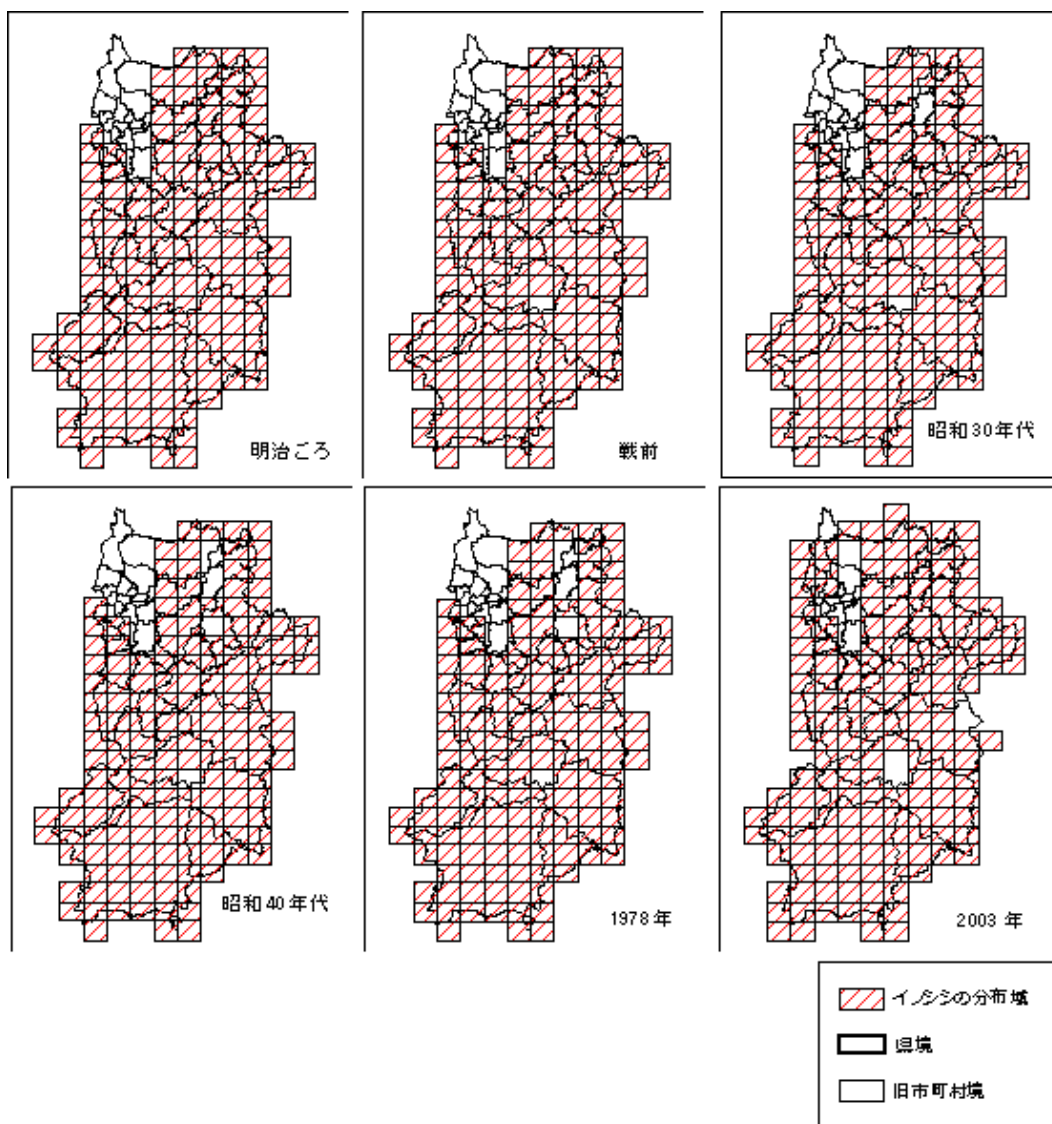 明治ごろ
戦前
昭和30年代
昭和40年代
1978年
2003年
イノシシの分布域
県境
旧市町村境